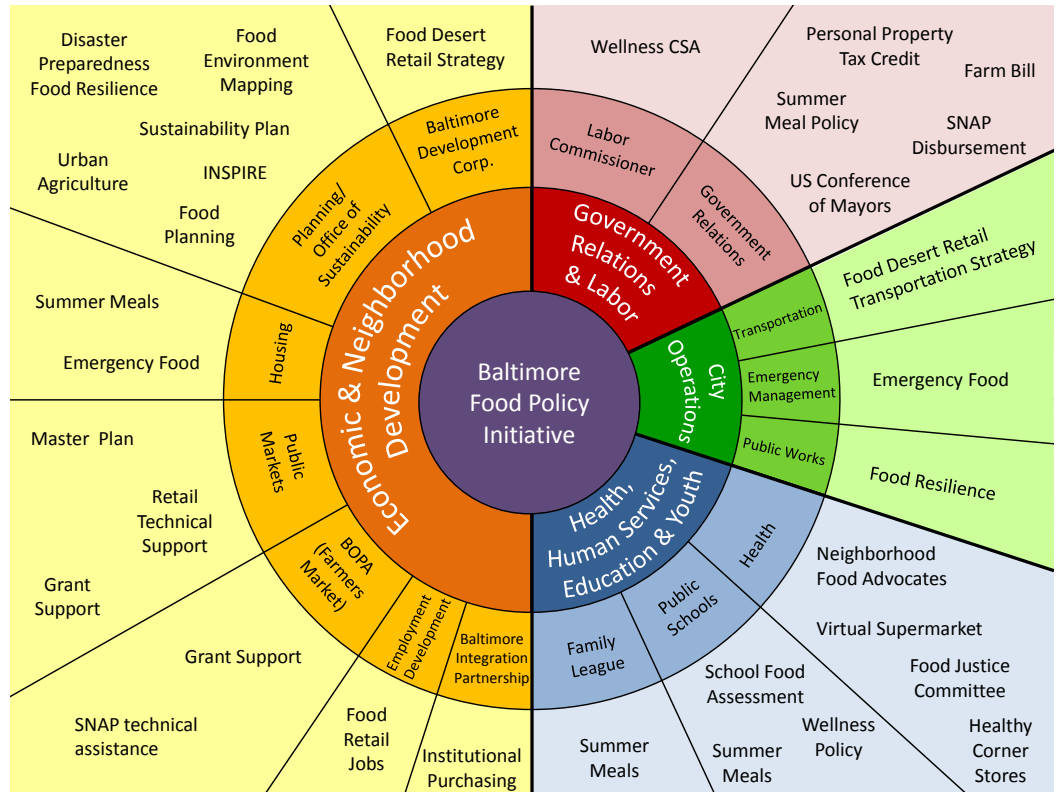 Baltimore
Food Policy
Initiative
Economic & Neighborhood
Development
Baltimore
Development
Corp.
Food Desert
Retail Strategy
Planning/
Office of
Sustainability
Disaster
Preparedness
Food Resilience
Food
Environment
Mapping
Sustainability Plan
Urban
Agriculture
INSPIRE
Food
Planning
Housing
Summer Meals
Emergency Food
Public
Markets
Master Plan
Retail
Technical
Support
Grant
Support
BOPA
(Farmers
Market)
Grant Support
SNAP technical
assistance
Employment
Development
Food
Retail
Jobs
Baltimore
Integration
Partnership
Institutional
Purchasing
Government
Relations
& Labor
Labor
Commissioner
Wellness CSA
Government
Relations
Personal Property
Tax Credit
Farm Bill
Summer
Meal Policy
SNAP
Disbursement
US Conference
of Mayors
City
Operations
Transportation
Food Desert Retail
Transportation Strategy
Emergency
Management
Emergency Food
Public Works
Food Resilience
Health,
Human Services,
Education & Youth
Health
Neighborhood
Food Advocates
Virtual Supermarket
Food Justice
Committee
Healthy
Corner
Stores
Public
Schools
School Food
Assessment
Wellness
Policy
Summer
Meals
Family
League
Summer
Meals